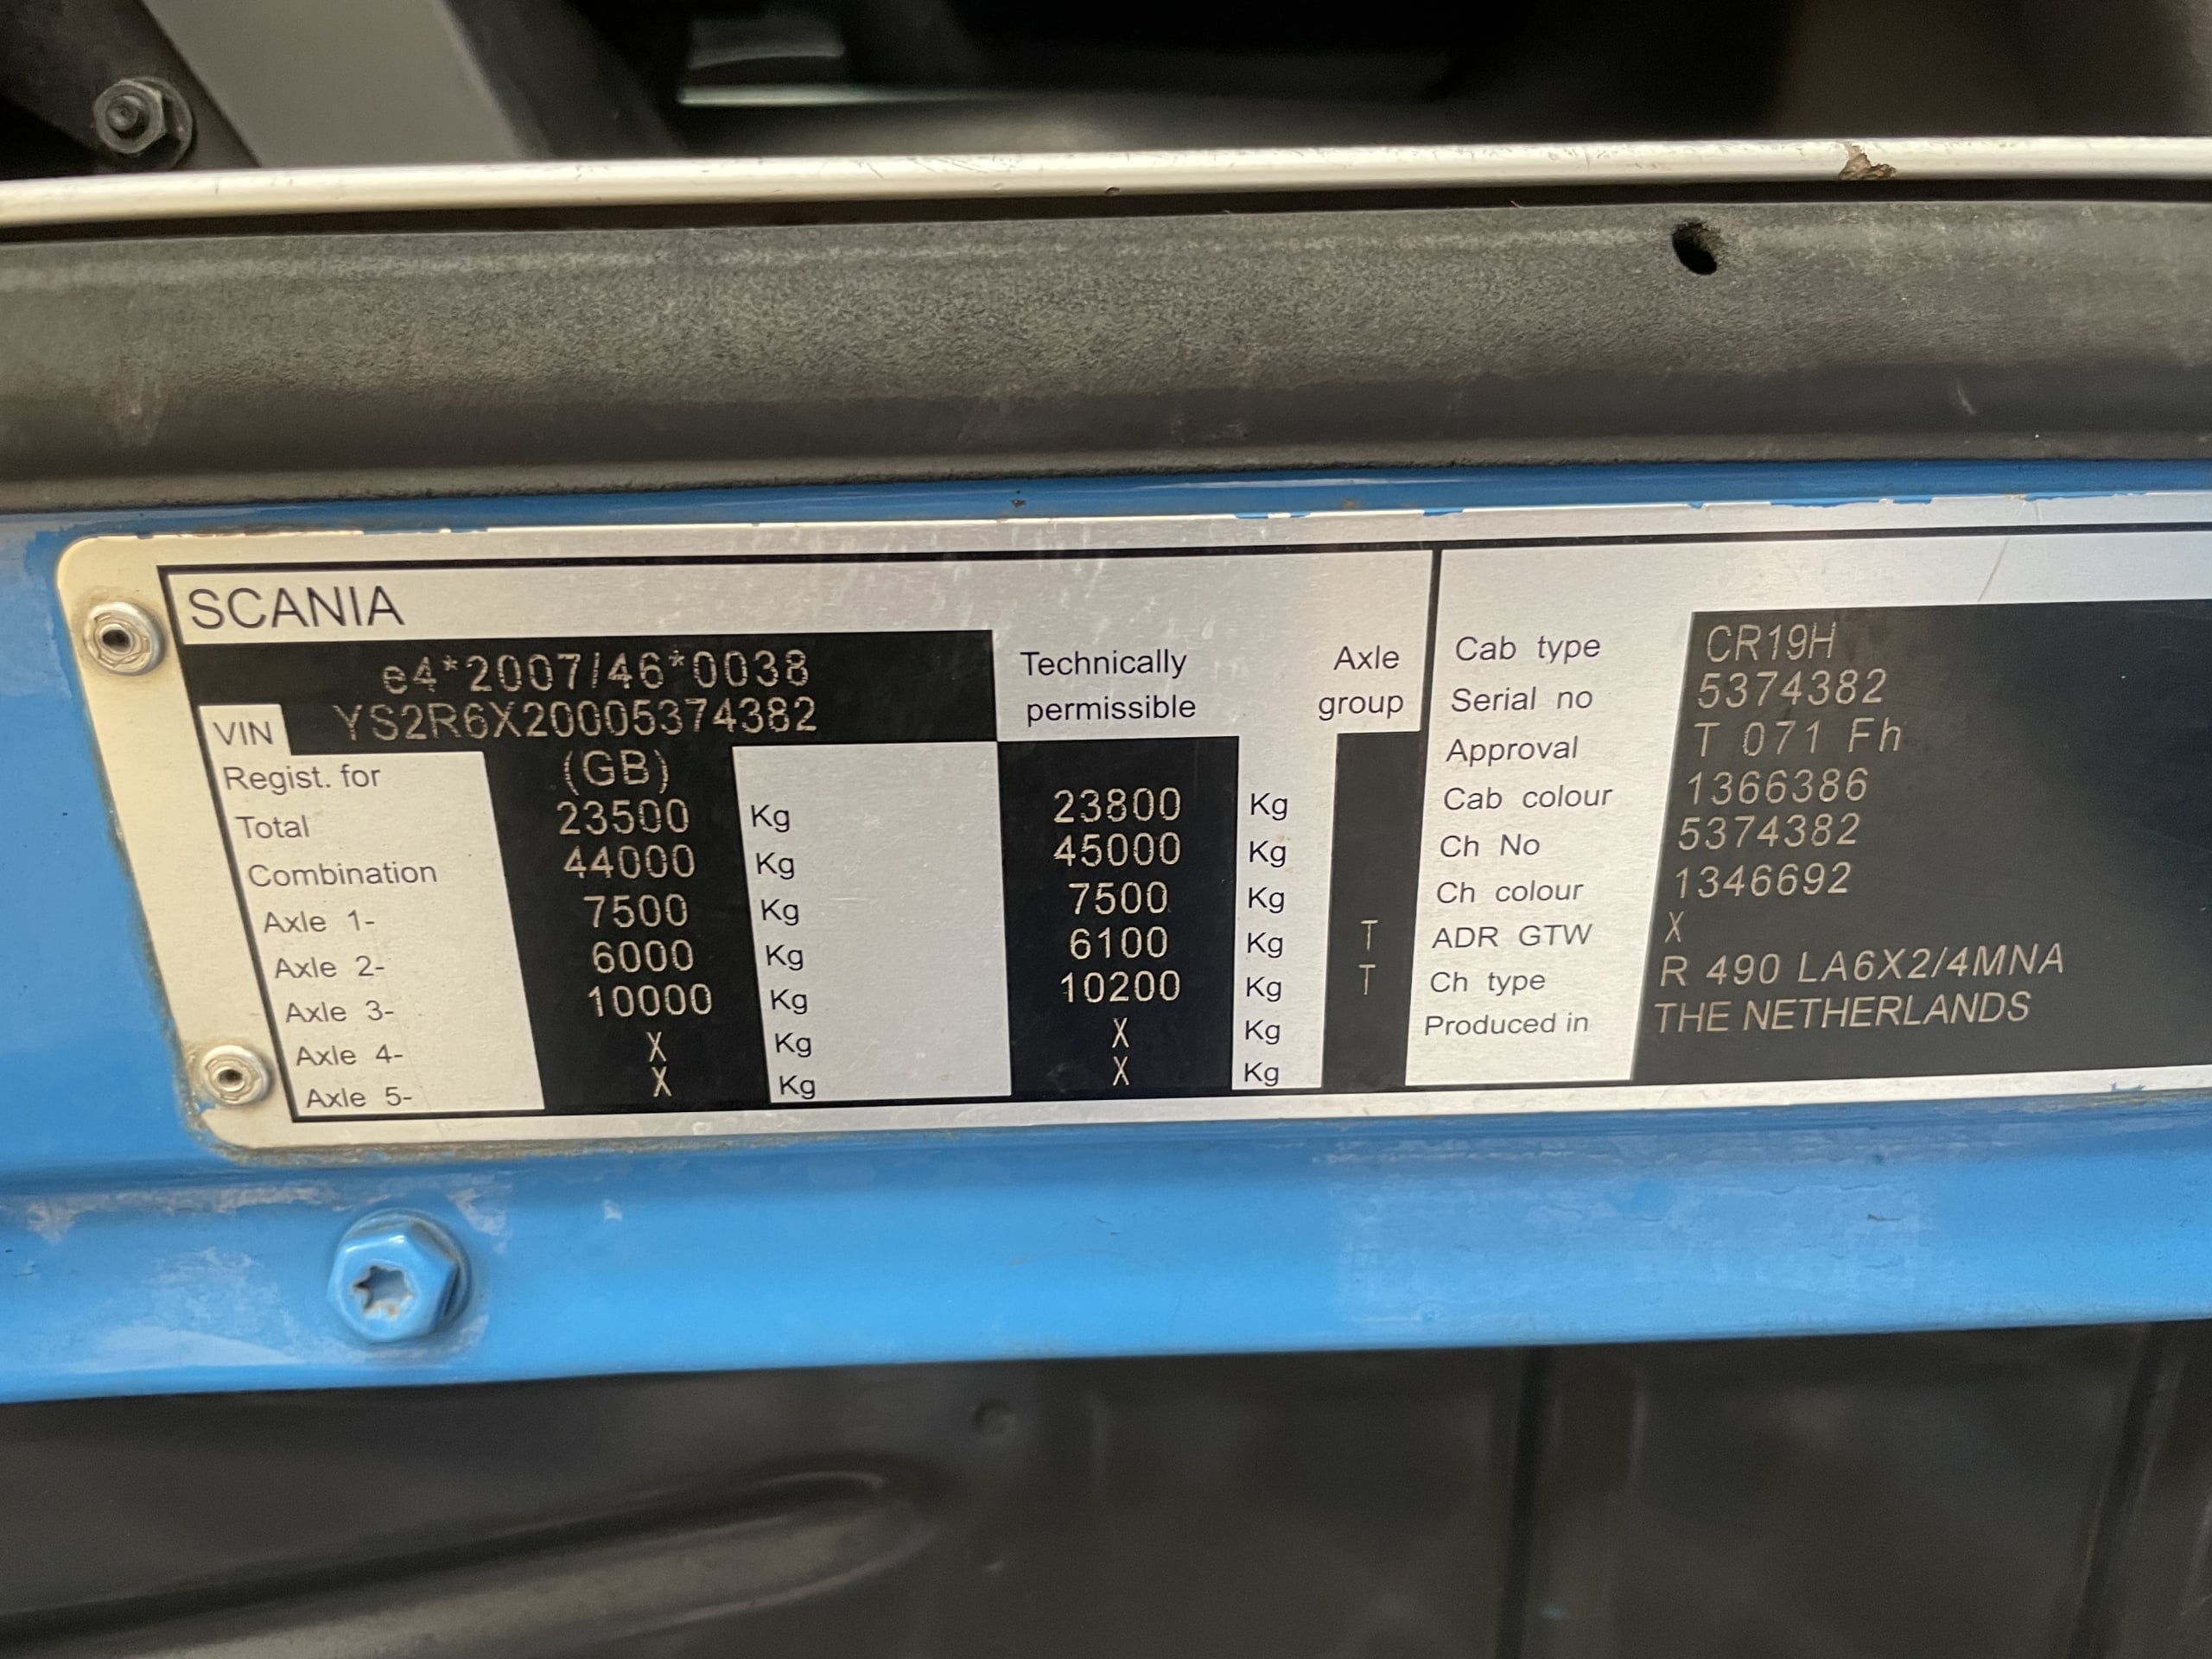 SCANIA
e4*2007/46*0038
VIN YS2R6X20005374382
Technically permissible
Axle group
Regist. for (GB)
Total 23500 Kg 23800 Kg
Combination 44000 Kg 45000 Kg
Axle 1- 7500 Kg 7500 Kg
Axle 2- 6000 Kg 6100 Kg T
Axle 3- 10000 Kg 10200 Kg T
Axle 4- X Kg X Kg
Axle 5- X Kg X Kg
Cab type CR19H
Serial no 5374382
Approval T 071 Fh
Cab colour 1366386
Ch No 5374382
Ch colour 1346692
ADR GTW X
Ch type R 490 LA6X2/4MNA
Produced in THE NETHERLANDS